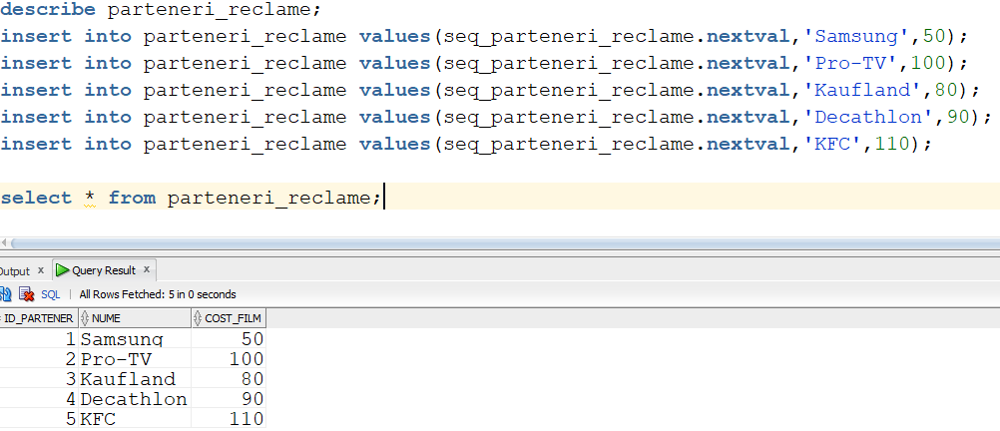 describe parteneri_reclame;
insert into parteneri_reclame values(seq_parteneri_reclame.nextval,'Samsung',50);
insert into parteneri_reclame values(seq_parteneri_reclame.nextval,'Pro-TV',100);
insert into parteneri_reclame values(seq_parteneri_reclame.nextval,'Kaufland',80);
insert into parteneri_reclame values(seq_parteneri_reclame.nextval,'Decathlon',90);
insert into parteneri_reclame values(seq_parteneri_reclame.nextval,'KFC',110);
select * from parteneri_reclame;
Output x Query Result x
SQL | All Rows Fetched: 5 in 0 seconds
ID_PARTENER NUME COST_FILM
1 Samsung 50
2 Pro-TV 100
3 Kaufland 80
4 Decathlon 90
5 KFC 110